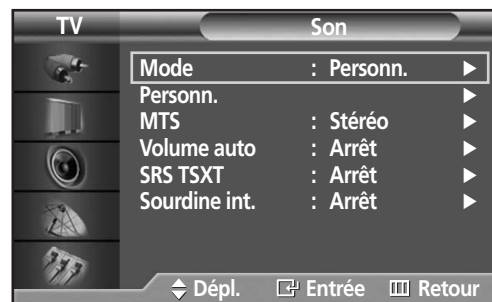 TV Son
Mode : Personn.
Personn.
MTS : Stéréo
Volume auto : Arrêt
SRS TSXT : Arrêt
Sourdine int. : Arrêt
Dépl. Entrée Retour